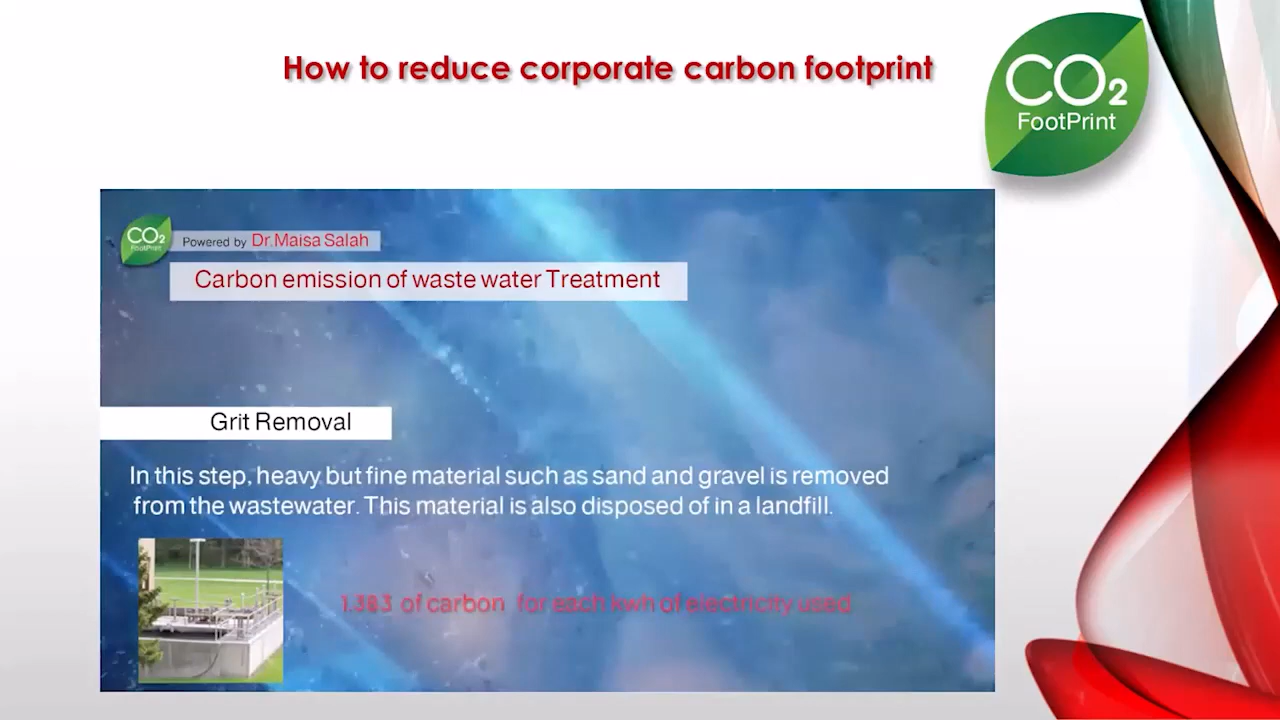 How to reduce corporate carbon footprint
CO2
FootPrint
CO2
FootPrint
Powered by Dr.Maisa Salah
Carbon emission of waste water Treatment
Grit Removal
In this step, heavy but fine material such as sand and gravel is removed
from the wastewater. This material is also disposed of in a landfill.
of carbon for each kwh of electricity used